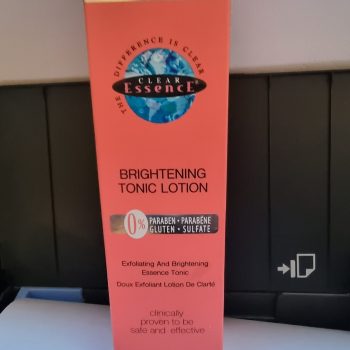 THE DIFFERENCE IS CLEAR
CLEAR
ESSENCE®
BRIGHTENING
TONIC LOTION
0%
PARABEN • PARABÈNE
GLUTEN • SULFATE
Exfoliating And Brightening
Essence Tonic
Doux Exfoliant Lotion De Clarté
clinically
proven to be
safe and effective